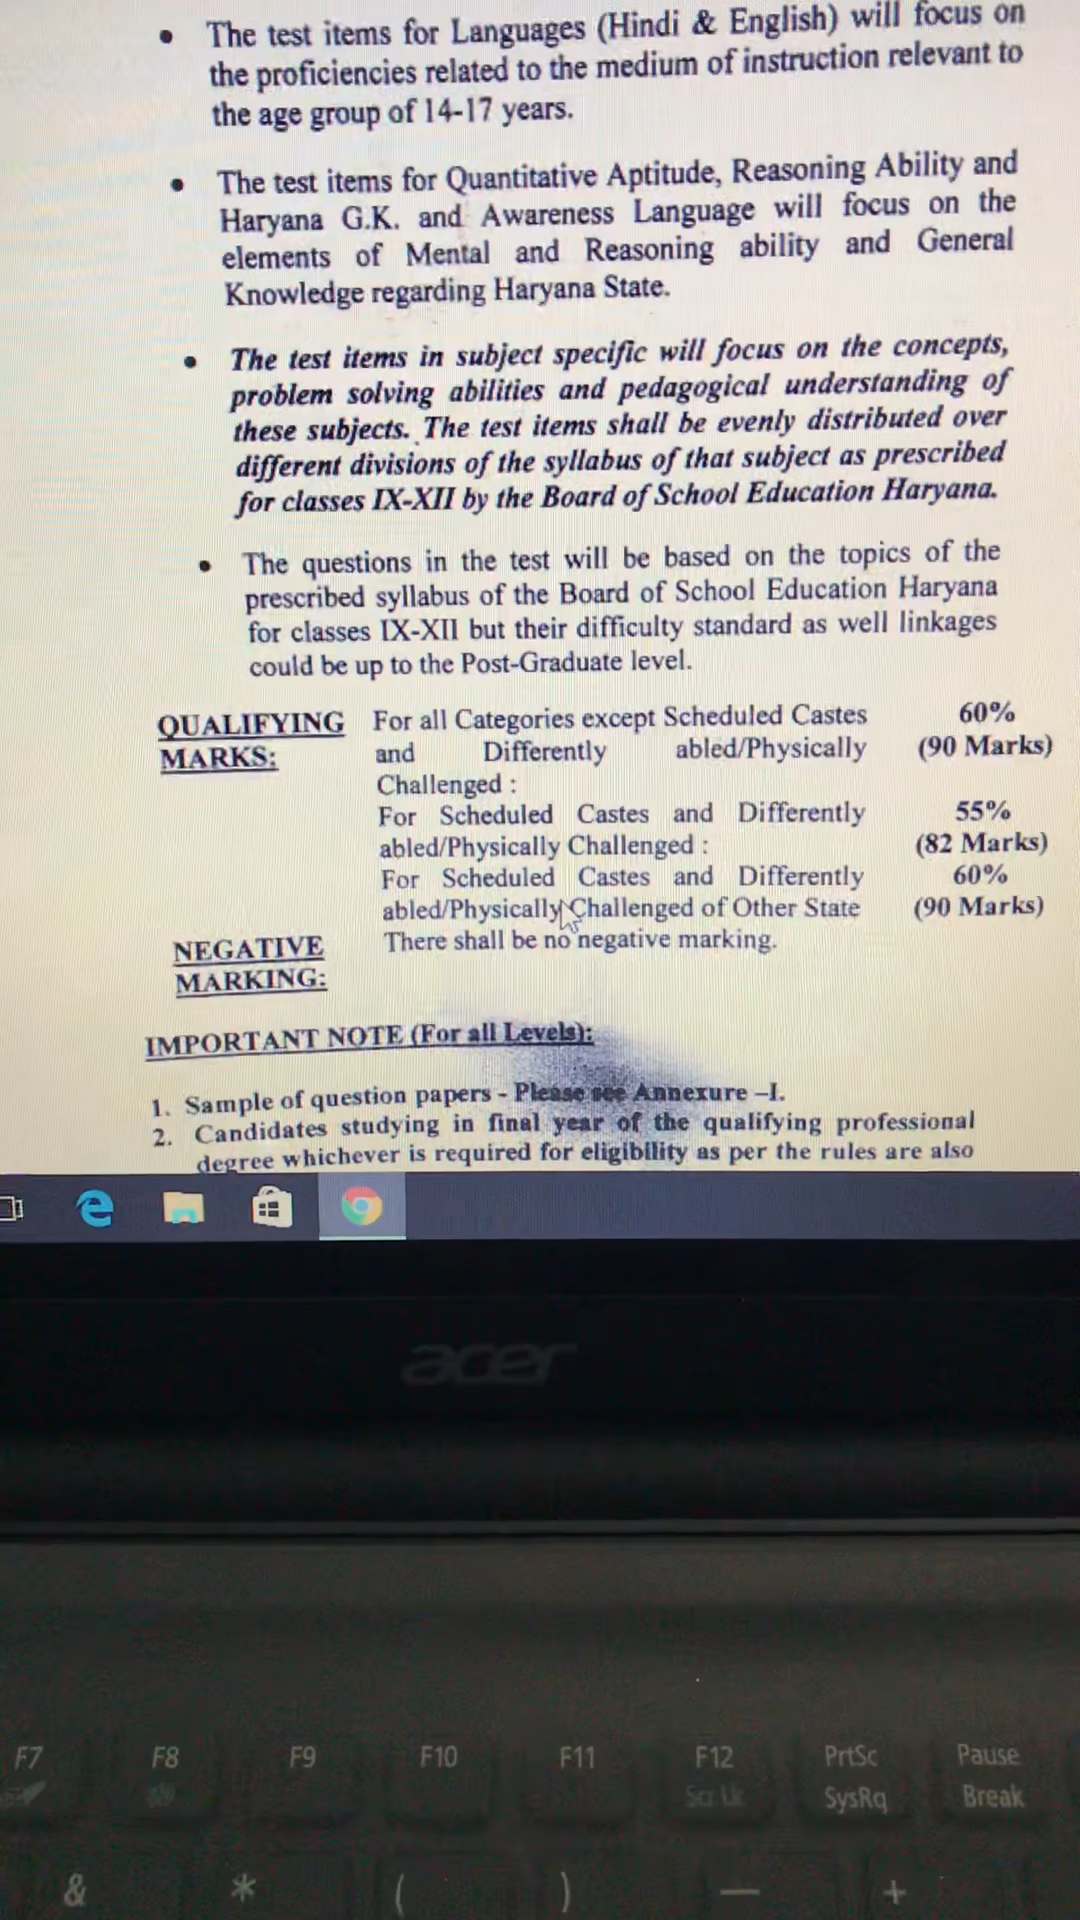 • The test items for Languages (Hindi & English) will focus on
the proficiencies related to the medium of instruction relevant to
the age group of 14-17 years.
• The test items for Quantitative Aptitude, Reasoning Ability and
Haryana G.K. and Awareness Language will focus on the
elements of Mental and Reasoning ability and General
Knowledge regarding Haryana State.
• The test items in subject specific will focus on the concepts,
problem solving abilities and pedagogical understanding of
these subjects. The test items shall be evenly distributed over
different divisions of the syllabus of that subject as prescribed
for classes IX-XII by the Board of School Education Haryana.
• The questions in the test will be based on the topics of the
prescribed syllabus of the Board of School Education Haryana
for classes IX-XII but their difficulty standard as well linkages
could be up to the Post-Graduate level.
QUALIFYING For all Categories except Scheduled Castes 60%
MARKS: and Differently abled/Physically (90 Marks)
Challenged :
For Scheduled Castes and Differently 55%
abled/Physically Challenged : (82 Marks)
For Scheduled Castes and Differently 60%
abled/Physically Challenged of Other State (90 Marks)
NEGATIVE There shall be no negative marking.
MARKING:
IMPORTANT NOTE (For all Levels):
1. Sample of question papers - Please see Annexure –I.
2. Candidates studying in final year of the qualifying professional
degree whichever is required for eligibility as per the rules are also
acer
F7 F8 F9 F10 F11 F12 PrtSc Pause
Scr Lk SysRq Break
& * ( ) — +